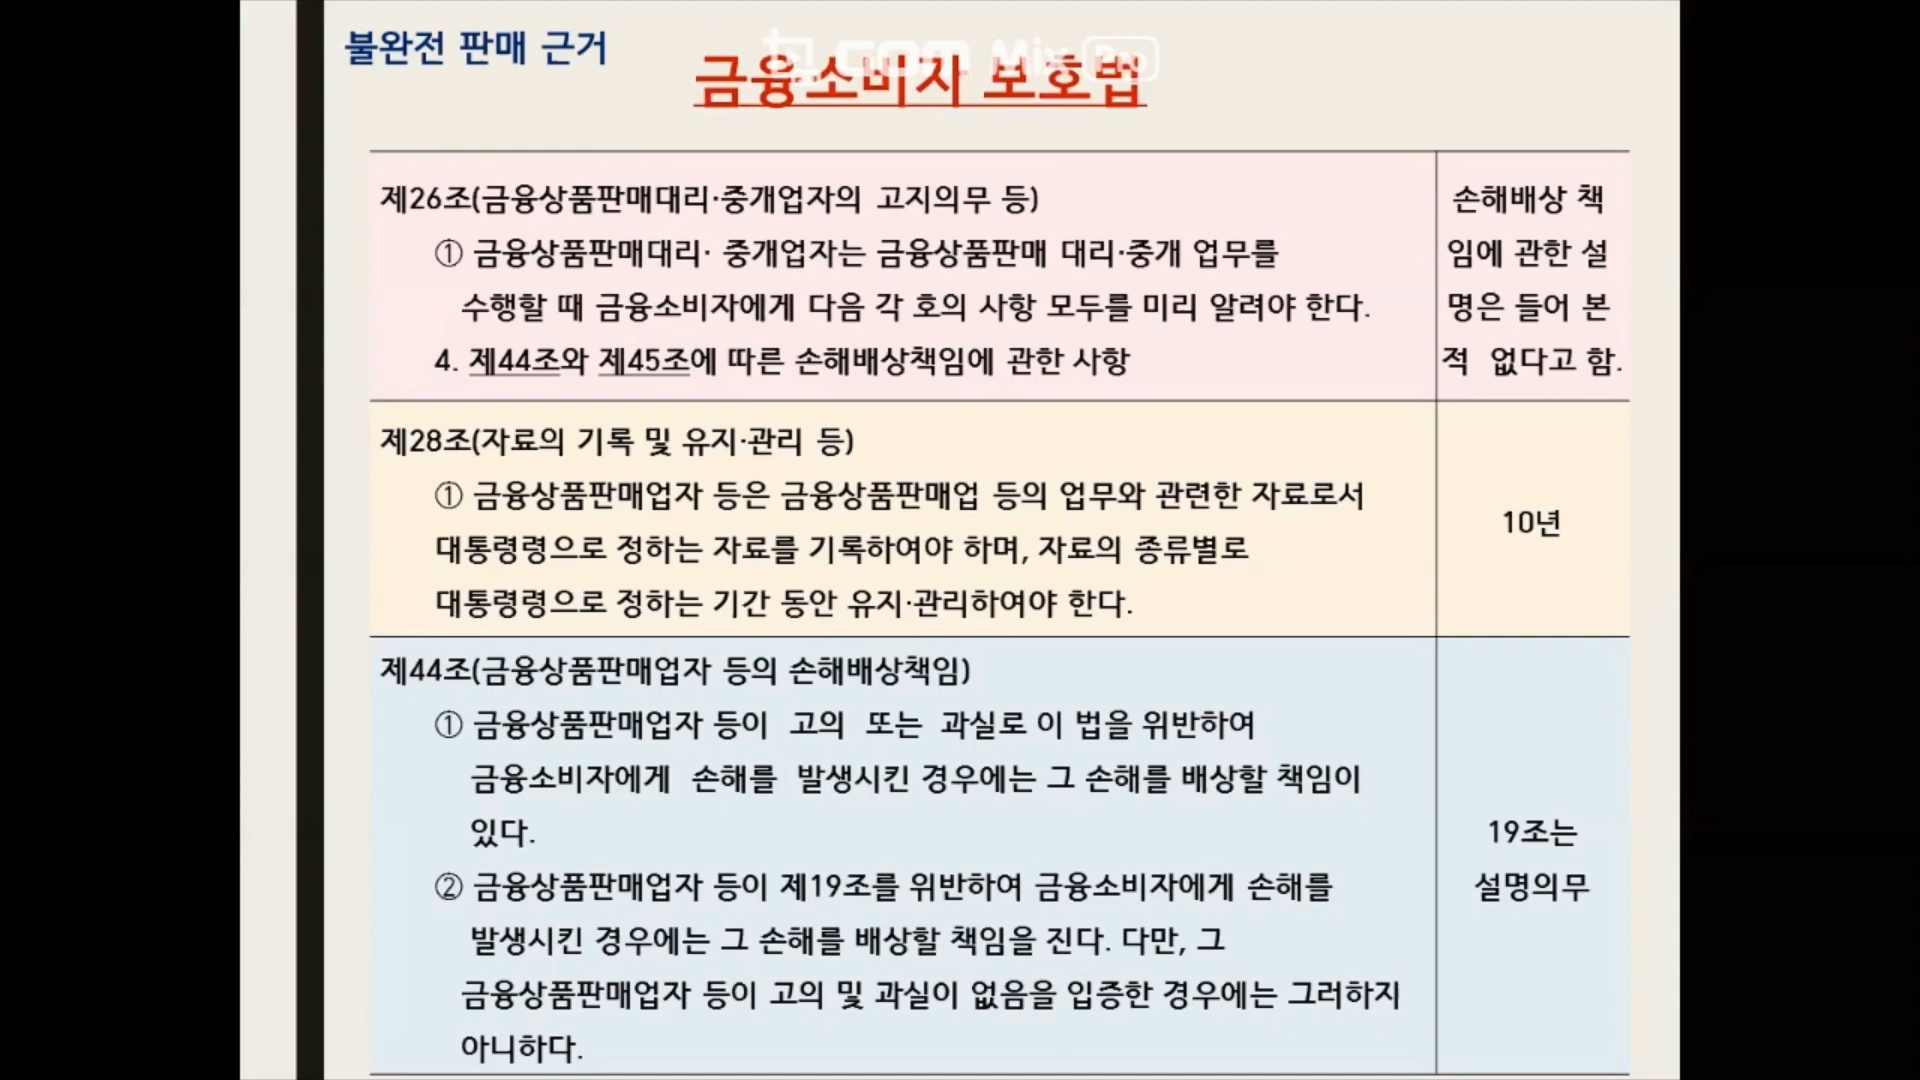 불완전 판매 근거
GOM Mix Pro
금융소비자 보호법
제26조(금융상품판매대리·중개업자의 고지의무 등)
① 금융상품판매대리· 중개업자는 금융상품판매 대리·중개 업무를
수행할 때 금융소비자에게 다음 각 호의 사항 모두를 미리 알려야 한다.
4. 제44조와 제45조에 따른 손해배상책임에 관한 사항
손해배상 책
임에 관한 설
명은 들어 본
적 없다고 함.
제28조(자료의 기록 및 유지·관리 등)
① 금융상품판매업자 등은 금융상품판매업 등의 업무와 관련한 자료로서
대통령령으로 정하는 자료를 기록하여야 하며, 자료의 종류별로
대통령령으로 정하는 기간 동안 유지·관리하여야 한다.
10년
제44조(금융상품판매업자 등의 손해배상책임)
① 금융상품판매업자 등이 고의 또는 과실로 이 법을 위반하여
금융소비자에게 손해를 발생시킨 경우에는 그 손해를 배상할 책임이
있다.
② 금융상품판매업자 등이 제19조를 위반하여 금융소비자에게 손해를
발생시킨 경우에는 그 손해를 배상할 책임을 진다. 다만, 그
금융상품판매업자 등이 고의 및 과실이 없음을 입증한 경우에는 그러하지
아니하다.
19조는
설명의무